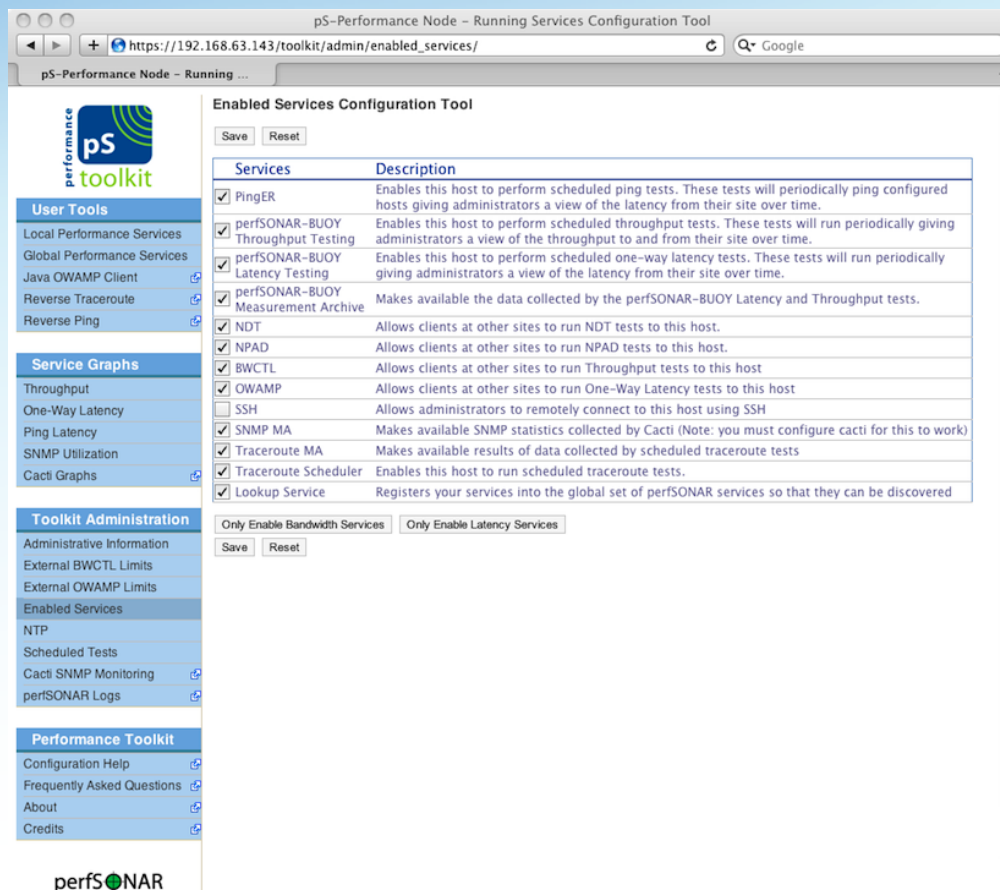 pS-Performance Node – Running Services Configuration Tool
https://192.168.63.143/toolkit/admin/enabled_services/
Google
pS-Performance Node – Running ...
performance
pS
toolkit
User Tools
Local Performance Services
Global Performance Services
Java OWAMP Client
Reverse Traceroute
Reverse Ping
Service Graphs
Throughput
One-Way Latency
Ping Latency
SNMP Utilization
Cacti Graphs
Toolkit Administration
Administrative Information
External BWCTL Limits
External OWAMP Limits
Enabled Services
NTP
Scheduled Tests
Cacti SNMP Monitoring
perfSONAR Logs
Performance Toolkit
Configuration Help
Frequently Asked Questions
About
Credits
perfSONAR
Enabled Services Configuration Tool
Save Reset
Services Description
PingER Enables this host to perform scheduled ping tests. These tests will periodically ping configured
hosts giving administrators a view of the latency from their site over time.
perfSONAR-BUOY Enables this host to perform scheduled throughput tests. These tests will run periodically giving
Throughput Testing administrators a view of the throughput to and from their site over time.
perfSONAR-BUOY Enables this host to perform scheduled one-way latency tests. These tests will run periodically
Latency Testing giving administrators a view of the latency from their site over time.
perfSONAR-BUOY
Measurement Archive Makes available the data collected by the perfSONAR-BUOY Latency and Throughput tests.
NDT Allows clients at other sites to run NDT tests to this host.
NPAD Allows clients at other sites to run NPAD tests to this host.
BWCTL Allows clients at other sites to run Throughput tests to this host
OWAMP Allows clients at other sites to run One-Way Latency tests to this host
SSH Allows administrators to remotely connect to this host using SSH
SNMP MA Makes available SNMP statistics collected by Cacti (Note: you must configure cacti for this to work)
Traceroute MA Makes available results of data collected by scheduled traceroute tests
Traceroute Scheduler Enables this host to run scheduled traceroute tests.
Lookup Service Registers your services into the global set of perfSONAR services so that they can be discovered
Only Enable Bandwidth Services Only Enable Latency Services
Save Reset